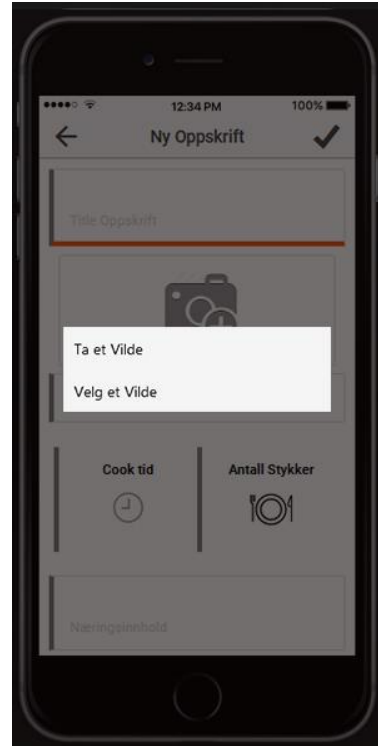 12:34 PM 100%
Ny Oppskrift
Title Oppskrift
Ta et Vilde
Velg et Vilde
Cook tid Antall Stykker
Næringsinnhold